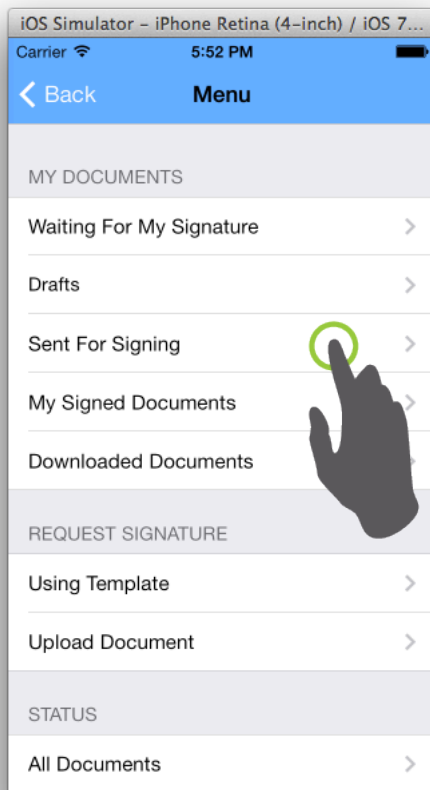 iOS Simulator – iPhone Retina (4-inch) / iOS 7...
Carrier 5:52 PM
Back Menu
MY DOCUMENTS
Waiting For My Signature
Drafts
Sent For Signing
My Signed Documents
Downloaded Documents
REQUEST SIGNATURE
Using Template
Upload Document
STATUS
All Documents